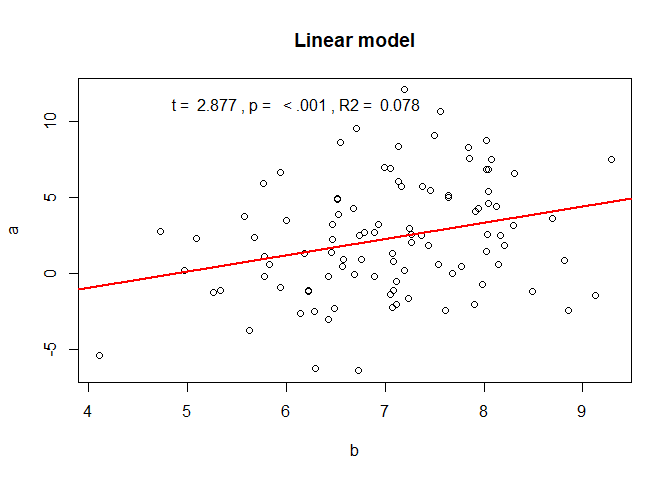 Linear model
t = 2.877 , p = < .001 , R2 = 0.078
10
5
0
-5
a
4 5 6 7 8 9
b